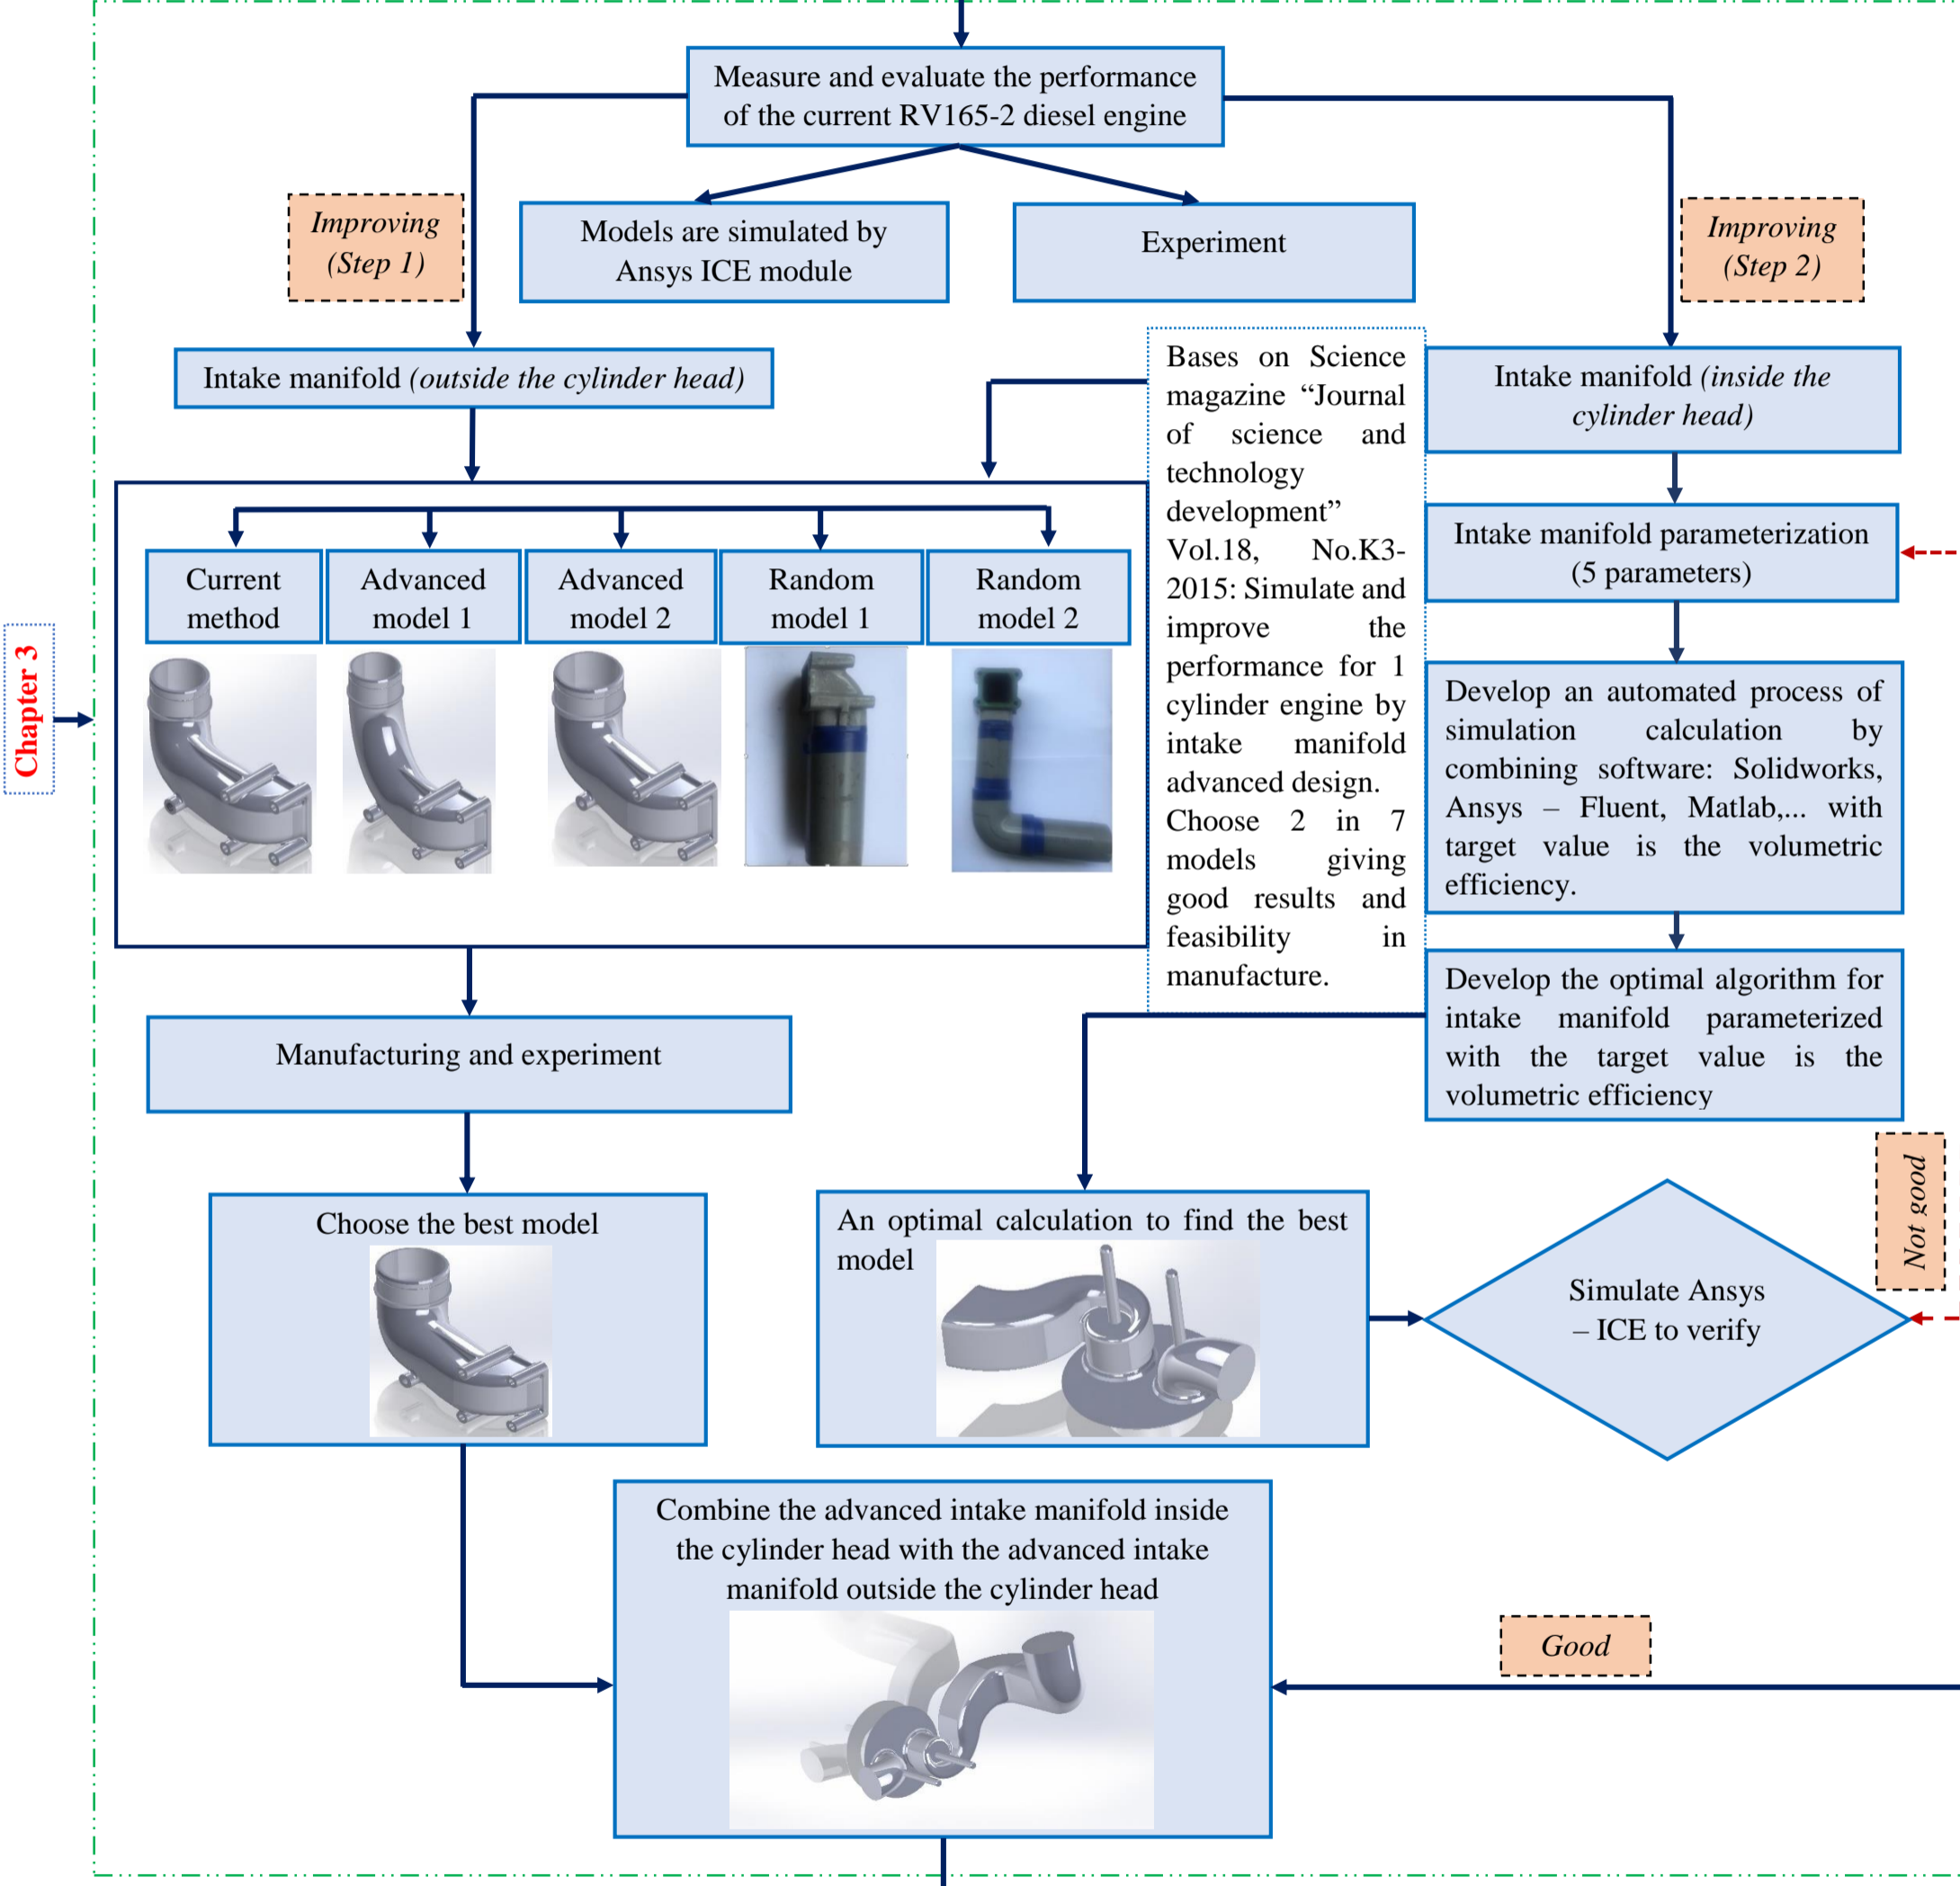 Measure and evaluate the performance
of the current RV165-2 diesel engine
Improving
(Step 1)
Models are simulated by
Ansys ICE module
Experiment
Improving
(Step 2)
Intake manifold (outside the cylinder head)
Bases on Science
magazine “Journal
of science and
technology
development”
Vol.18, No.K3-
2015: Simulate and
improve the
performance for 1
cylinder engine by
intake manifold
advanced design.
Choose 2 in 7
models giving
good results and
feasibility in
manufacture.
Intake manifold (inside the
cylinder head)
Intake manifold parameterization
(5 parameters)
Current
method
Advanced
model 1
Advanced
model 2
Random
model 1
Random
model 2
Chapter 3
Develop an automated process of
simulation calculation by
combining software: Solidworks,
Ansys – Fluent, Matlab,... with
target value is the volumetric
efficiency.
Develop the optimal algorithm for
intake manifold parameterized
with the target value is the
volumetric efficiency
Manufacturing and experiment
Choose the best model
An optimal calculation to find the best
model
Simulate Ansys
– ICE to verify
Not good
Combine the advanced intake manifold inside
the cylinder head with the advanced intake
manifold outside the cylinder head
Good